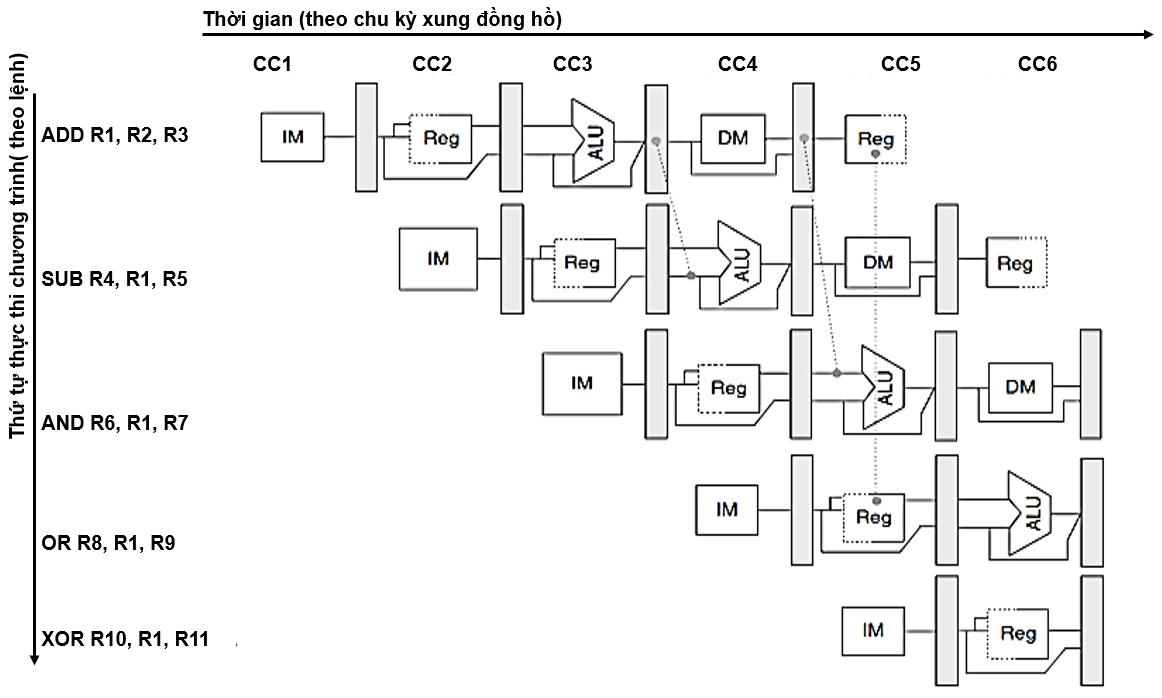 Thời gian (theo chu kỳ xung đồng hồ)
CC1 CC2 CC3 CC4 CC5 CC6
Thứ tự thực thi chương trình( theo lệnh)
ADD R1, R2, R3
IM Reg ALU DM Reg
SUB R4, R1, R5
IM Reg ALU DM Reg
AND R6, R1, R7
IM Reg ALU DM
OR R8, R1, R9
IM Reg ALU
XOR R10, R1, R11
IM Reg